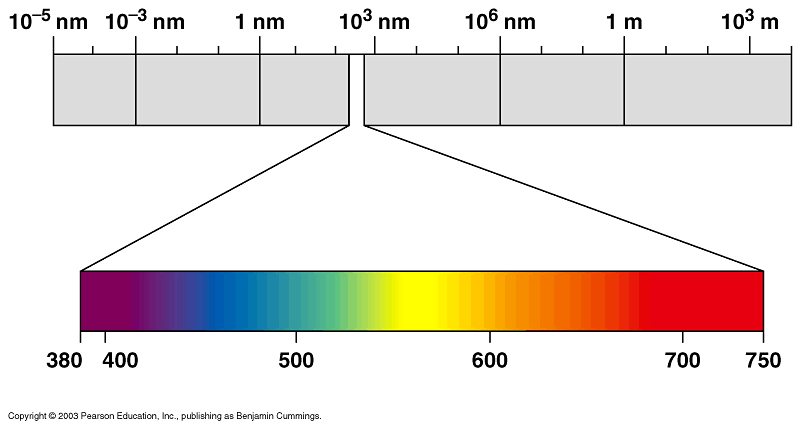 10⁻⁵ nm 10⁻³ nm 1 nm 10³ nm 10⁶ nm 1 m 10³ m
380 400 500 600 700 750
Copyright © 2003 Pearson Education, Inc., publishing as Benjamin Cummings.